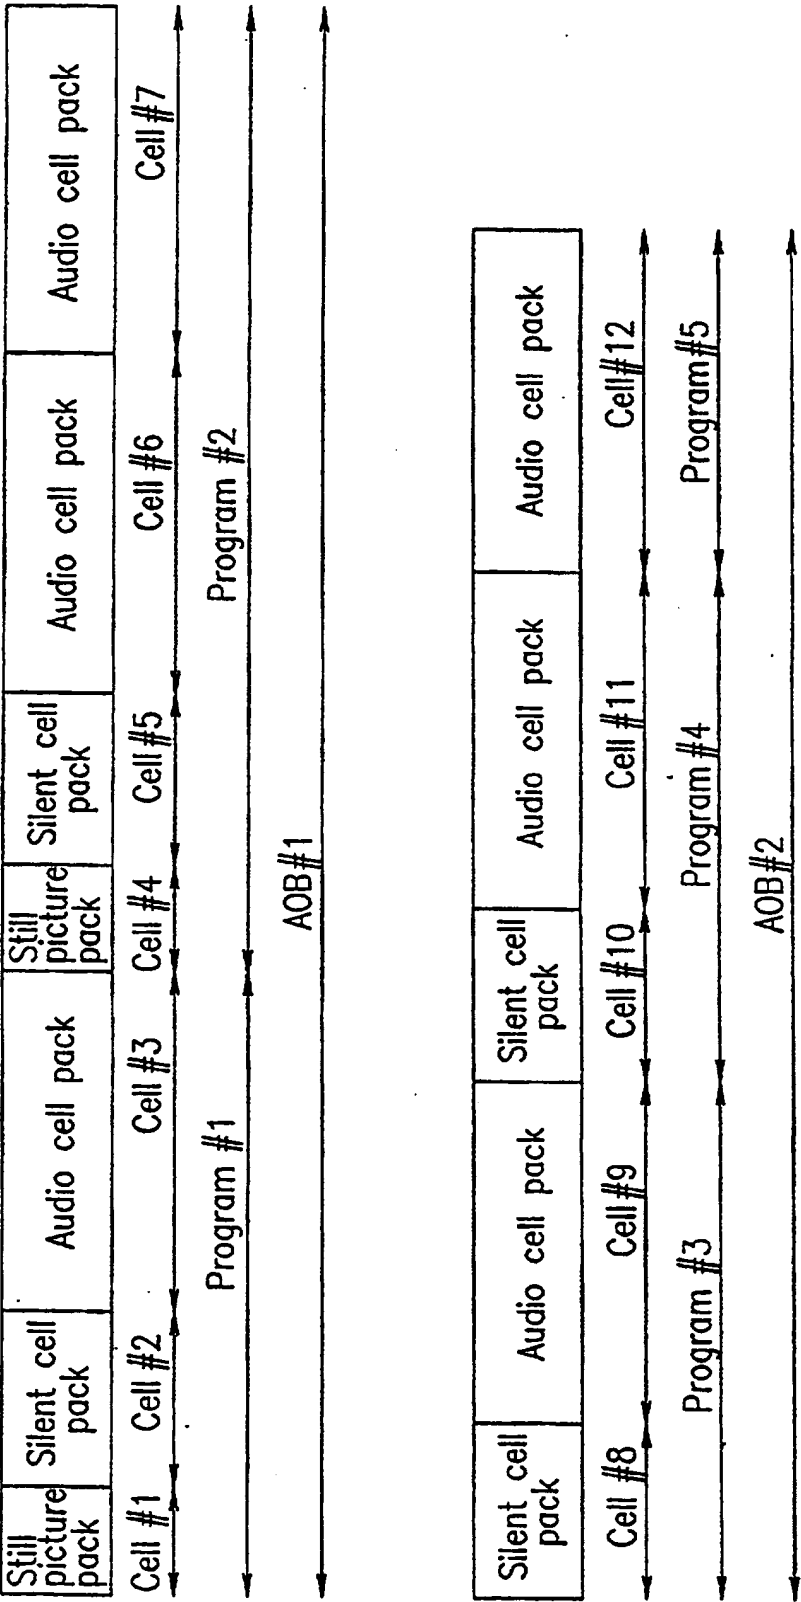 Still
picture
pack
Silent cell
pack
Audio cell pack
Still
picture
pack
Silent cell
pack
Audio cell pack
Audio cell pack
Cell #1
Cell #2
Cell #3
Cell #4
Cell #5
Cell #6
Cell #7
Program #1
Program #2
AOB#1
Silent cell
pack
Audio cell pack
Silent cell
pack
Audio cell pack
Audio cell pack
Cell #8
Cell#9
Cell #10
Cell #11
Cell#12
Program #3
Program#4
Program#5
AOB#2